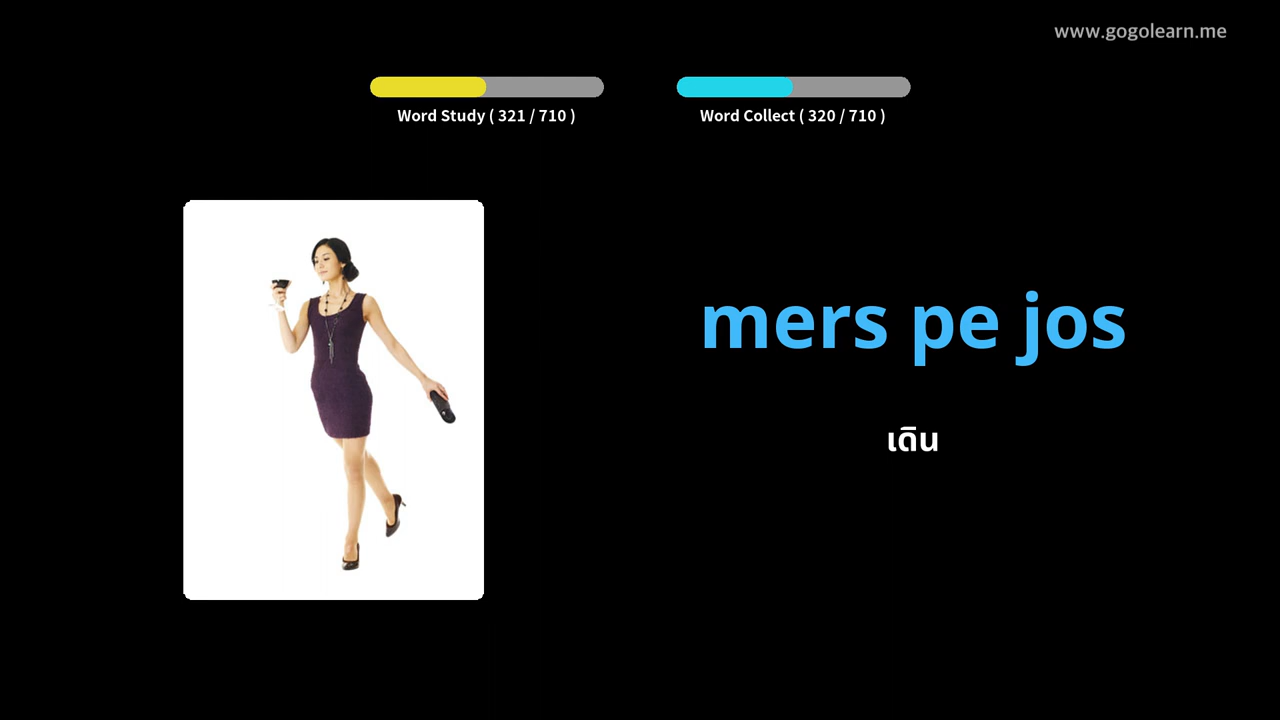 www.gogolearn.me
Word Study ( 321 / 710 )
Word Collect ( 320 / 710 )
mers pe jos
เดิน